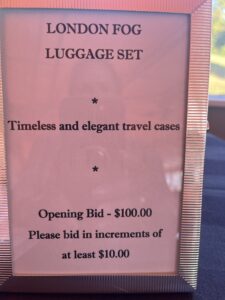 LONDON FOG
LUGGAGE SET
*
Timeless and elegant travel cases
*
Opening Bid - $100.00
Please bid in increments of
at least $10.00